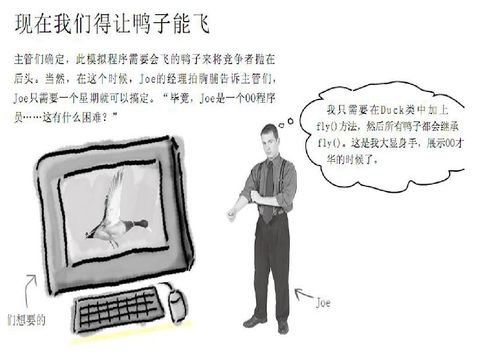 现在我们得让鸭子能飞
主管们确定，此模拟程序需要会飞的鸭子来将竞争者抛在
后头。当然，在这个时候，Joe的经理拍胸脯告诉主管们，
Joe只需要一个星期就可以搞定。“毕竟，Joe是一个OO程序
员……这有什么困难？”
我只需要在Duck类中加上
fly()方法，然后所有鸭子都会继承
fly()。这是我大显身手，展示OO才
华的时候了。
们想要的
Joe